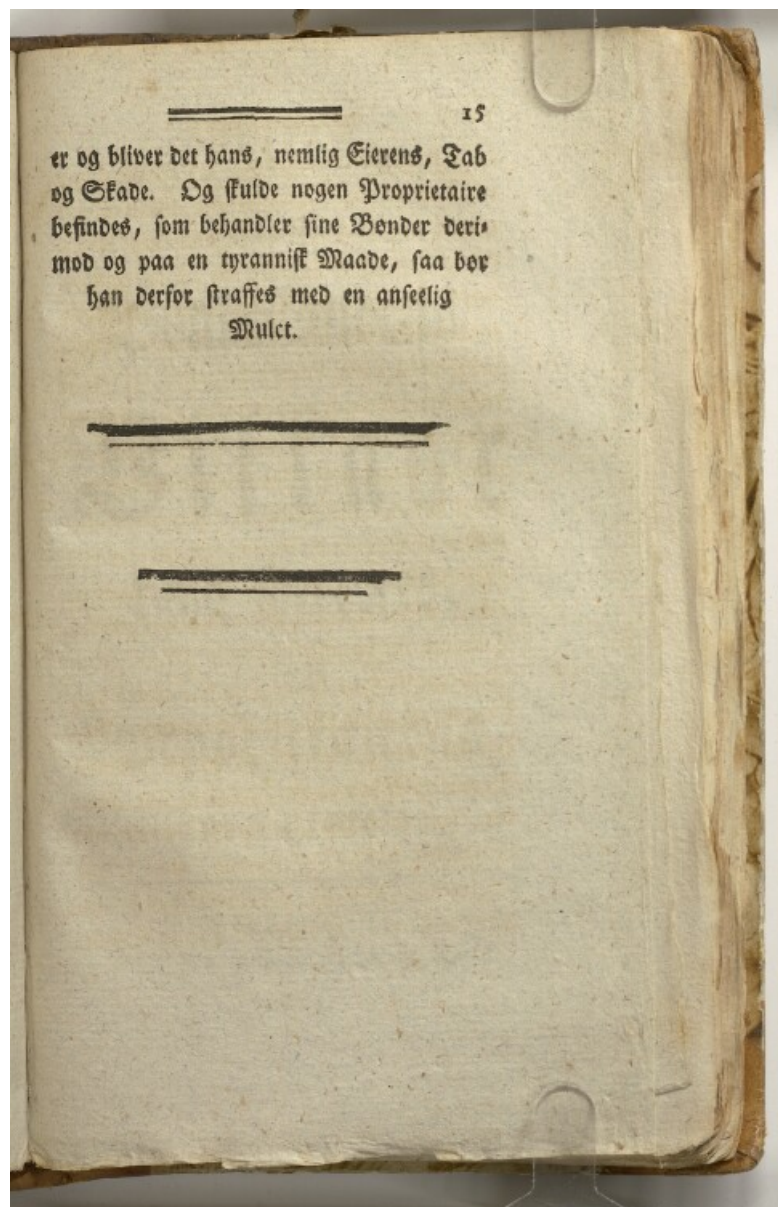 15
er og bliver det hans, nemlig Eierens, Tab
og Skade. Og skulde nogen Proprietaire
befindes, som behandler sine Bønder deri-
mod og paa en tyrannisk Maade, saa bør
han derfor straffes med en anseelig
Mulct.